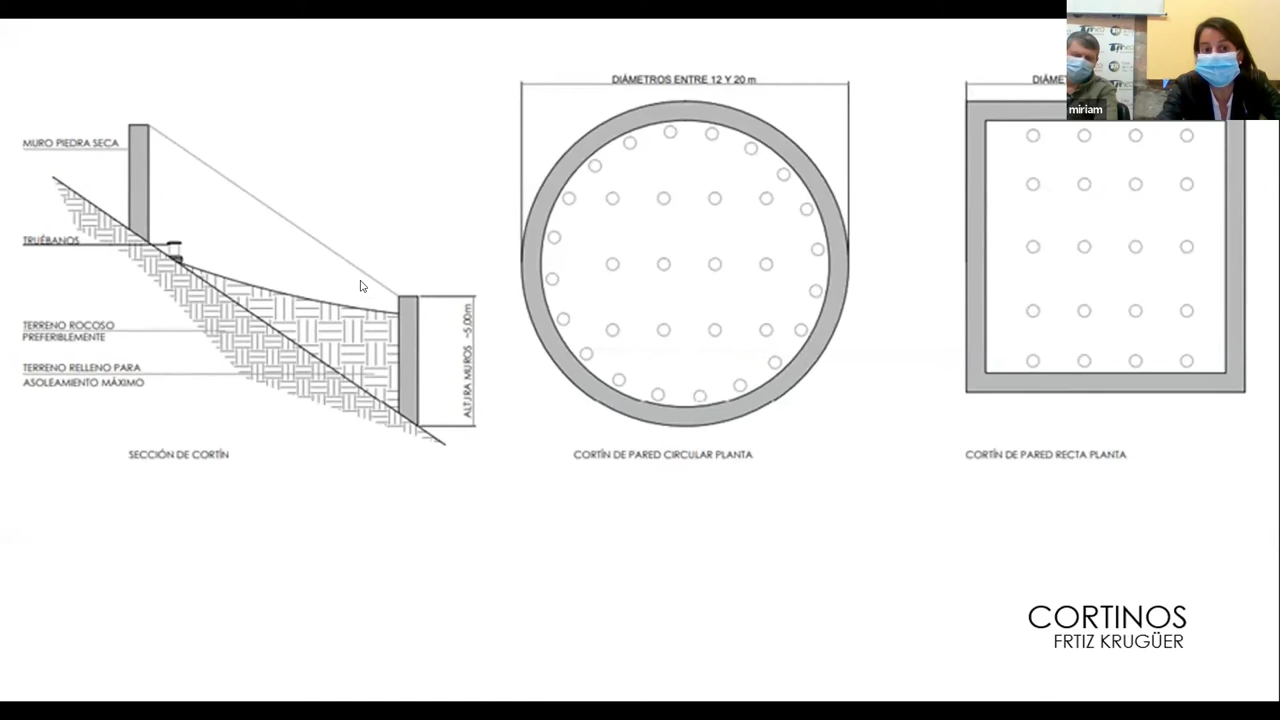 DIÁMETROS ENTRE 12 Y 20 m
DIÁME
miriam
MURO PIEDRA SECA
TRUÉBANOS
TERRENO ROCOSO
PREFERIBLEMENTE
TERRENO RELLENO PARA
ASOLEAMIENTO MÁXIMO
ALTURA MUROS ~5,00m
SECCIÓN DE CORTÍN
CORTÍN DE PARED CIRCULAR PLANTA
CORTÍN DE PARED RECTA PLANTA
CORTINOS
FRTIZ KRUGÜER